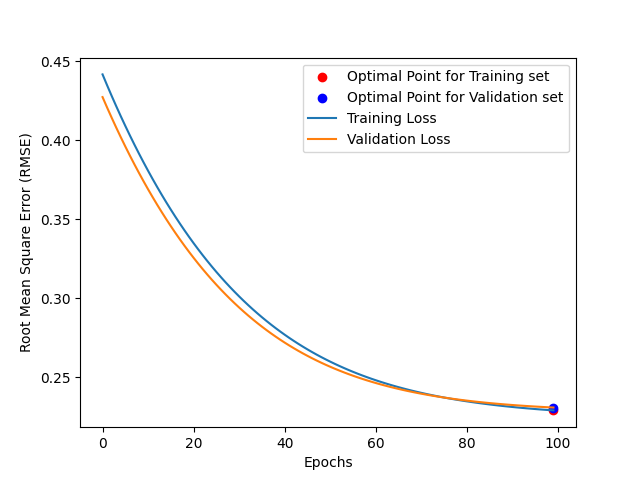 0.45
0.40
0.35
0.30
0.25
Root Mean Square Error (RMSE)
Optimal Point for Training set
Optimal Point for Validation set
Training Loss
Validation Loss
0 20 40 60 80 100
Epochs